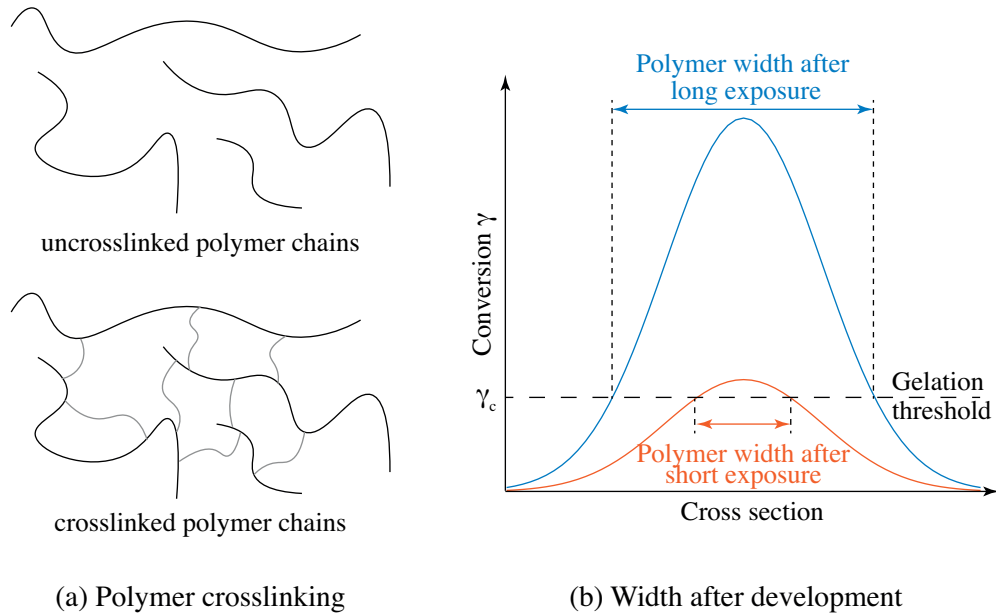 uncrosslinked polymer chains
crosslinked polymer chains
(a) Polymer crosslinking
Polymer width after
long exposure
Conversion γ
γc
Gelation
threshold
Polymer width after
short exposure
Cross section
(b) Width after development